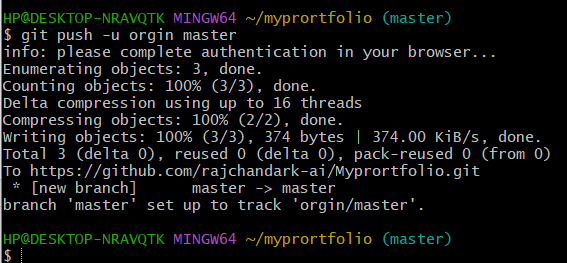 HP@DESKTOP-NRAVQTK MINGW64 ~/myprortfolio (master)
$ git push -u orgin master
info: please complete authentication in your browser...
Enumerating objects: 3, done.
Counting objects: 100% (3/3), done.
Delta compression using up to 16 threads
Compressing objects: 100% (2/2), done.
Writing objects: 100% (3/3), 374 bytes | 374.00 KiB/s, done.
Total 3 (delta 0), reused 0 (delta 0), pack-reused 0 (from 0)
To https://github.com/rajchandark-ai/Myprortfolio.git
 * [new branch]      master -> master
branch 'master' set up to track 'orgin/master'.

HP@DESKTOP-NRAVQTK MINGW64 ~/myprortfolio (master)
$